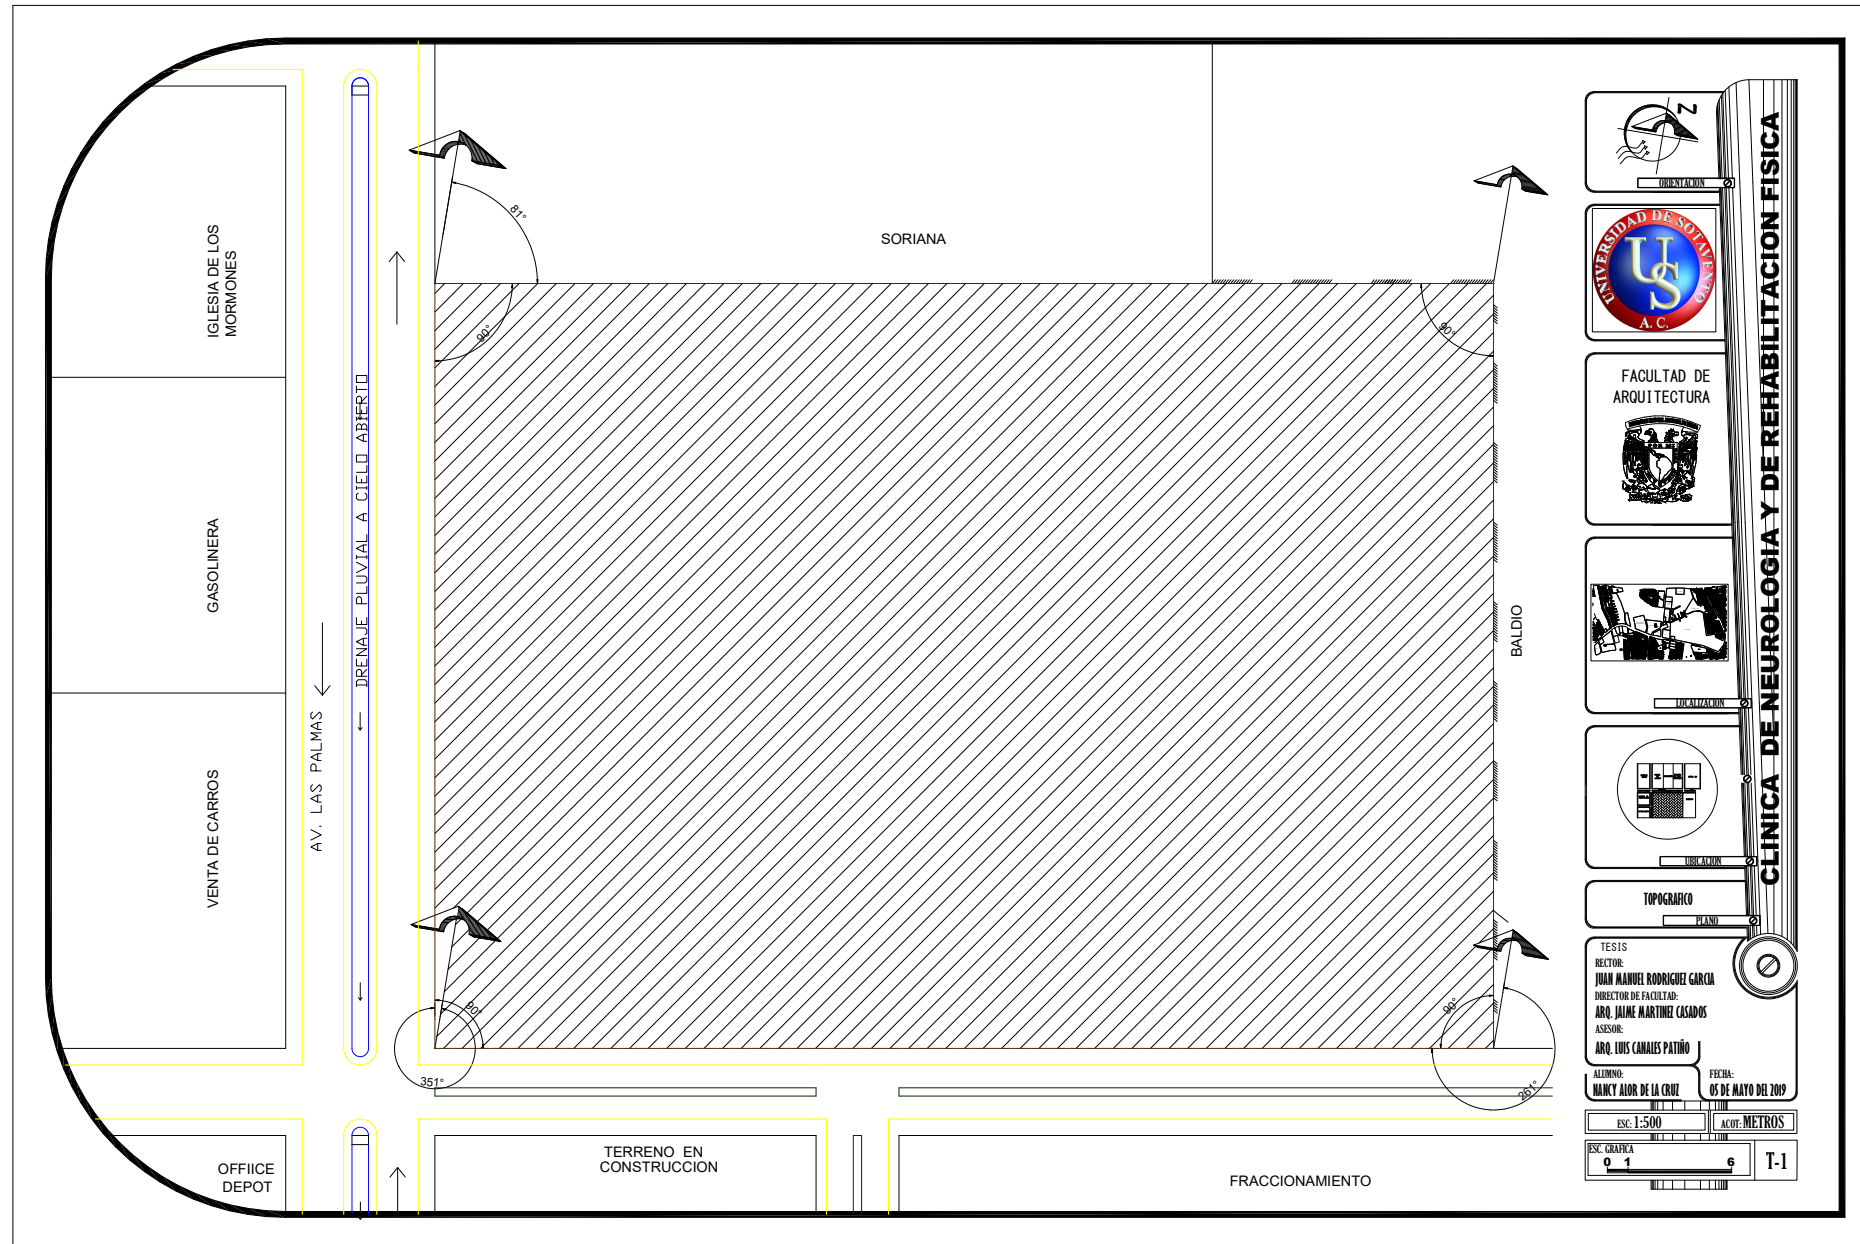 IGLESIA DE LOS
MORMONES
GASOLINERA
VENTA DE CARROS
OFFIICE
DEPOT
AV. LAS PALMAS
DRENAJE PLUVIAL A CIELO ABIERTO
81°
90°
90°
90°
90°
351°
261°
SORIANA
BALDIO
TERRENO EN
CONSTRUCCION
FRACCIONAMIENTO
Z
ORIENTACION
UNIVERSIDAD DE SOTAVENTO
US
A. C.
FACULTAD DE
ARQUITECTURA
LOCALIZACION
UBICACION
TOPOGRAFICO
PLANO
CLINICA DE NEUROLOGIA Y DE REHABILITACION FISICA
TESIS
RECTOR:
JUAN MANUEL RODRIGUEZ GARCIA
DIRECTOR DE FACULTAD:
ARQ. JAIME MARTINEZ CASADOS
ASESOR:
ARQ. LUIS CANALES PATIÑO
ALUMNO:
NANCY ALOR DE LA CRUZ
FECHA:
05 DE MAYO DEL 2019
ESC: 1:500
ACOT: METROS
ESC. GRAFICA
0 1 6
T-1